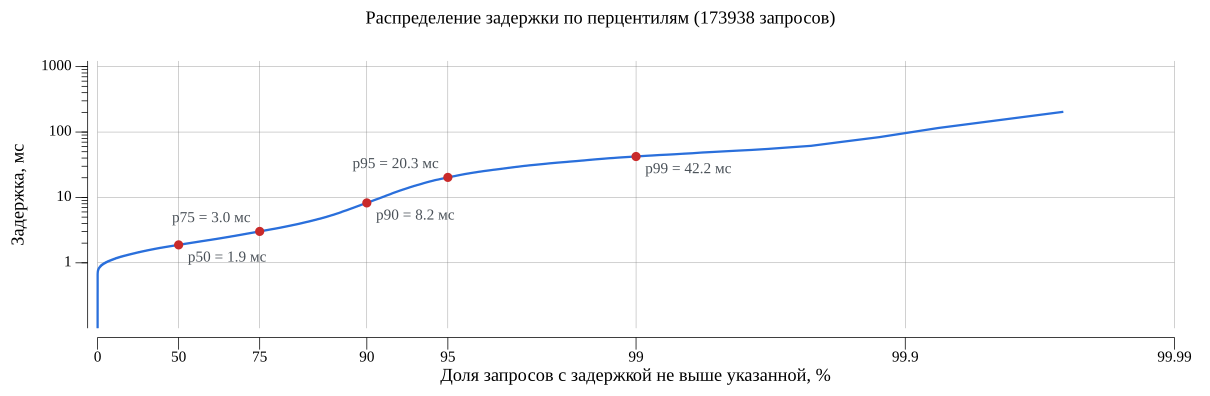 Распределение задержки по перцентилям (173938 запросов)
Задержка, мс
1000
100
10
1
p95 = 20.3 мс
p99 = 42.2 мс
p75 = 3.0 мс
p90 = 8.2 мс
p50 = 1.9 мс
0 50 75 90 95 99 99.9 99.99
Доля запросов с задержкой не выше указанной, %